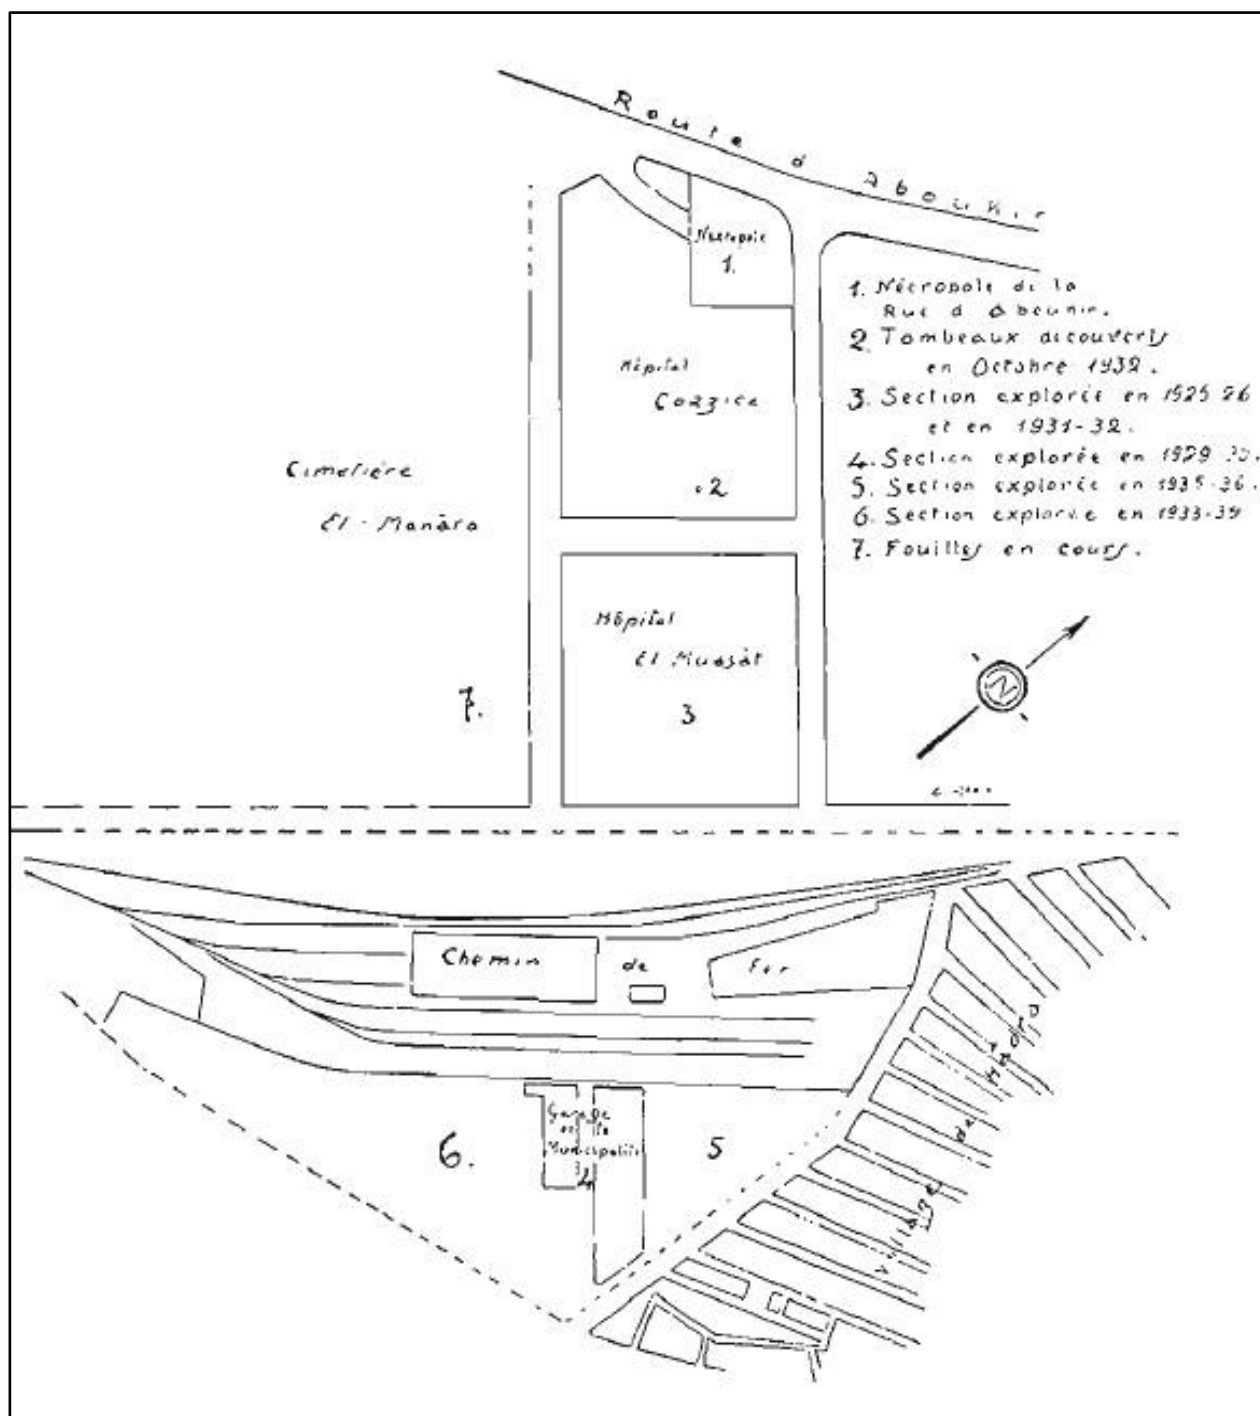 Route d Aboukir
Nécropole
1.
1. Nécropole de la
Rue d Aboukir.
2. Tombeaux découverts
en Octobre 1932.
3. Section explorée en 1925-26
et en 1931-32.
4. Section explorée en 1929
5. Section explorée en 1935-36.
6. Section explorée en 1933-39
7. Fouilles en cours.
Hôpital
Cozzica
.2
Cimetière
El-Manâra
Hôpital
El Muasât
3
7.
N
Chemin de Fer
Garage
de la
Municipalité
4
5
6.
Village de Hadra